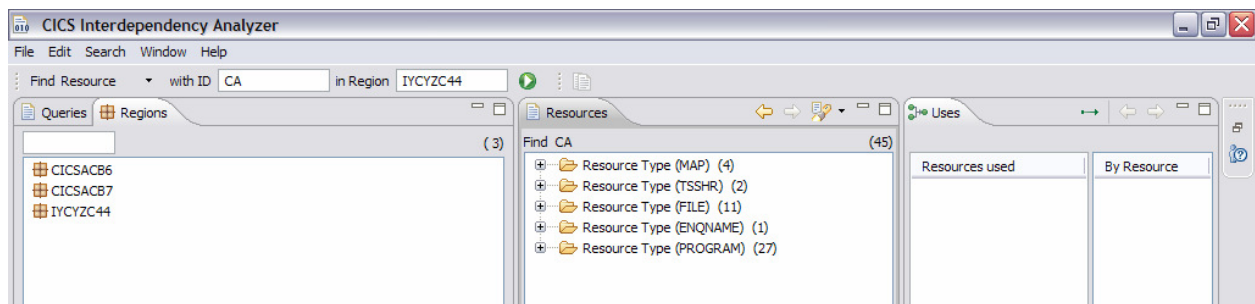 CICS Interdependency Analyzer
File Edit Search Window Help
Find Resource with ID CA in Region IYCYZC44
Queries Regions
( 3)
CICSACB6
CICSACB7
IYCYZC44
Resources
Find CA (45)
Resource Type (MAP) (4)
Resource Type (TSSHR) (2)
Resource Type (FILE) (11)
Resource Type (ENQNAME) (1)
Resource Type (PROGRAM) (27)
Uses
Resources used By Resource